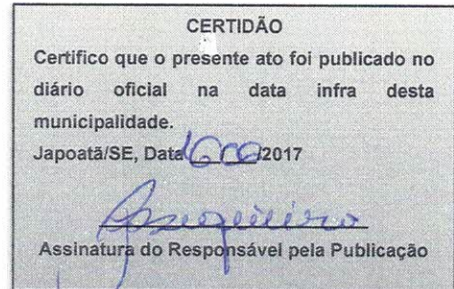 CERTIDÃO
Certifico que o presente ato foi publicado no
diário oficial na data infra desta
municipalidade.
Japoatã/SE, Data /2017
Assinatura do Responsável pela Publicação